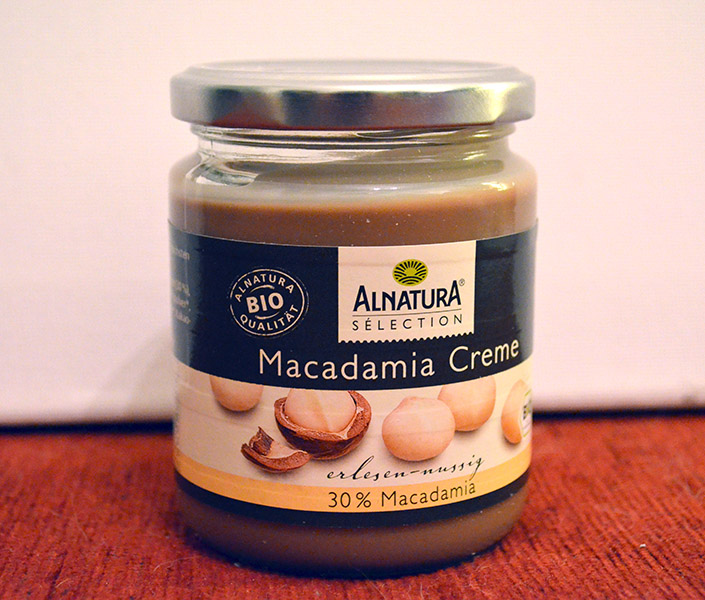 ALNATURA
BIO
QUALITÄT
ALNATURA®
SÉLECTION
Macadamia Creme
erlesen-nussig
30% Macadamia